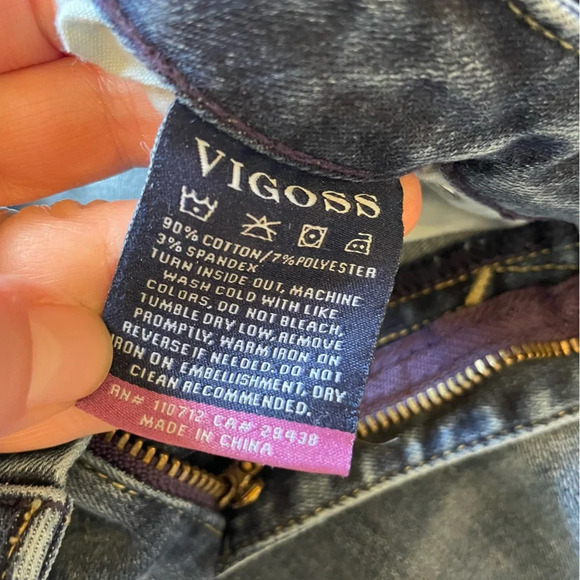 VIGOSS
90% COTTON/7%POLYESTER
3% SPANDEX
TURN INSIDE OUT, MACHINE
WASH COLD WITH LIKE
COLORS, DO NOT BLEACH,
TUMBLE DRY LOW, REMOVE
PROMPTLY, WARM IRON ON
REVERSE IF NEEDED. DO NOT
IRON ON EMBELLISHMENT, DRY
CLEAN RECOMMENDED.
RN# 110712 CA# 28438
MADE IN CHINA